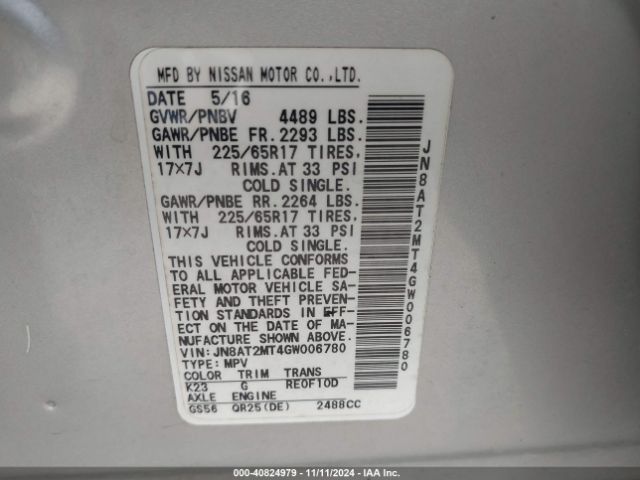 MFD BY NISSAN MOTOR CO.,LTD.
DATE 5/16
GVWR/PNBV 4489 LBS.
GAWR/PNBE FR. 2293 LBS.
WITH 225/65R17 TIRES,
17×7J RIMS.AT 33 PSI
COLD SINGLE.
GAWR/PNBE RR. 2264 LBS.
WITH 225/65R17 TIRES,
17×7J RIMS.AT 33 PSI
COLD SINGLE.
THIS VEHICLE CONFORMS
TO ALL APPLICABLE FED-
ERAL MOTOR VEHICLE SA-
FETY AND THEFT PREVEN-
TION STANDARDS IN EFF-
ECT ON THE DATE OF MA-
NUFACTURE SHOWN ABOVE.
VIN: JN8AT2MT4GW006780
TYPE: MPV
COLOR TRIM TRANS
K23 G RE0F10D
AXLE ENGINE
GS56 QR25(DE) 2488CC
JN8AT2MT4GW006780
000-40824979 - 11/11/2024 - IAA Inc.